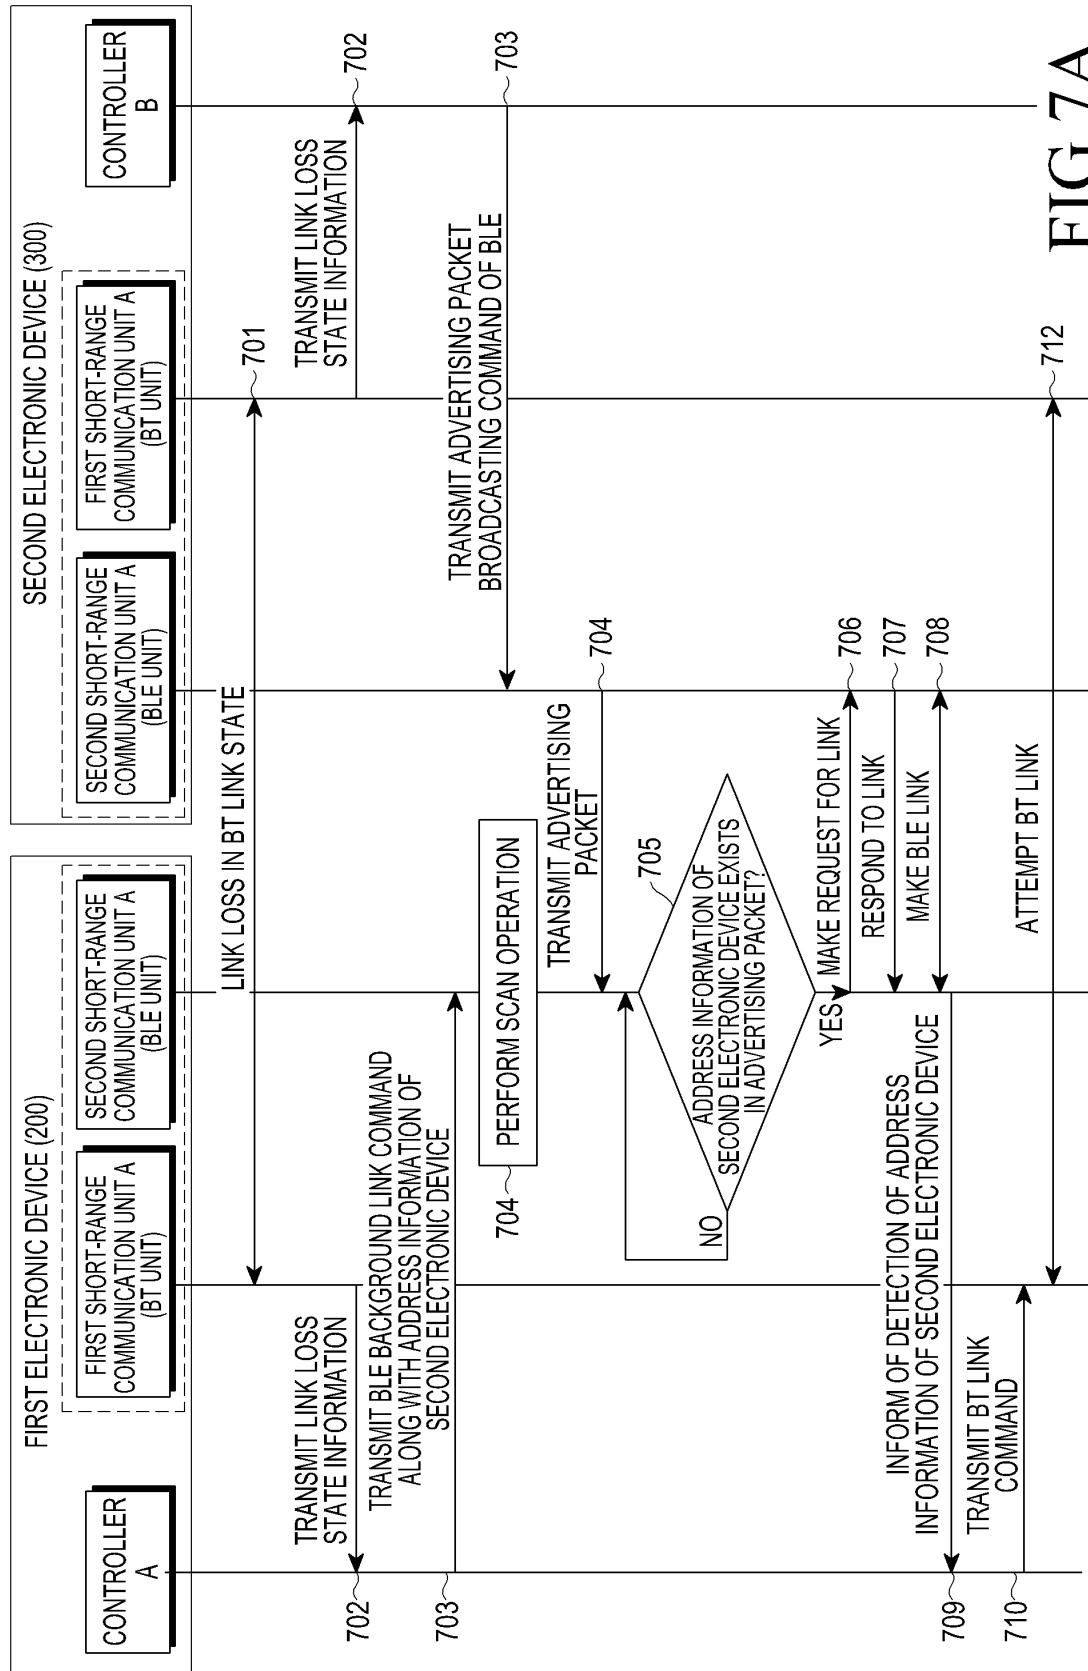 FIRST ELECTRONIC DEVICE (200)
SECOND ELECTRONIC DEVICE (300)
CONTROLLER
A
FIRST SHORT-RANGE
COMMUNICATION UNIT A
(BT UNIT)
SECOND SHORT-RANGE
COMMUNICATION UNIT A
(BLE UNIT)
SECOND SHORT-RANGE
COMMUNICATION UNIT A
(BLE UNIT)
FIRST SHORT-RANGE
COMMUNICATION UNIT A
(BT UNIT)
CONTROLLER
B
LINK LOSS IN BT LINK STATE
701
TRANSMIT LINK LOSS
STATE INFORMATION
702
TRANSMIT LINK LOSS
STATE INFORMATION
702
TRANSMIT BLE BACKGROUND LINK COMMAND
ALONG WITH ADDRESS INFORMATION OF
SECOND ELECTRONIC DEVICE
703
TRANSMIT ADVERTISING PACKET
BROADCASTING COMMAND OF BLE
703
704
PERFORM SCAN OPERATION
TRANSMIT ADVERTISING
PACKET
704
705
ADDRESS INFORMATION OF
SECOND ELECTRONIC DEVICE EXISTS
IN ADVERTISING PACKET?
NO
YES
MAKE REQUEST FOR LINK
706
RESPOND TO LINK
707
MAKE BLE LINK
708
INFORM OF DETECTION OF ADDRESS
INFORMATION OF SECOND ELECTRONIC DEVICE
709
TRANSMIT BT LINK
COMMAND
710
ATTEMPT BT LINK
712
FIG.7A